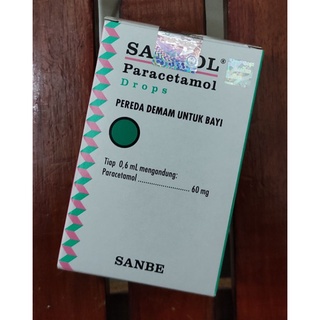 Paracetamol
Drops
PEREDA DEMAM UNTUK BAYI
Tiap 0,6 mL mengandung:
Paracetamol ........................ 60 mg
SANBE